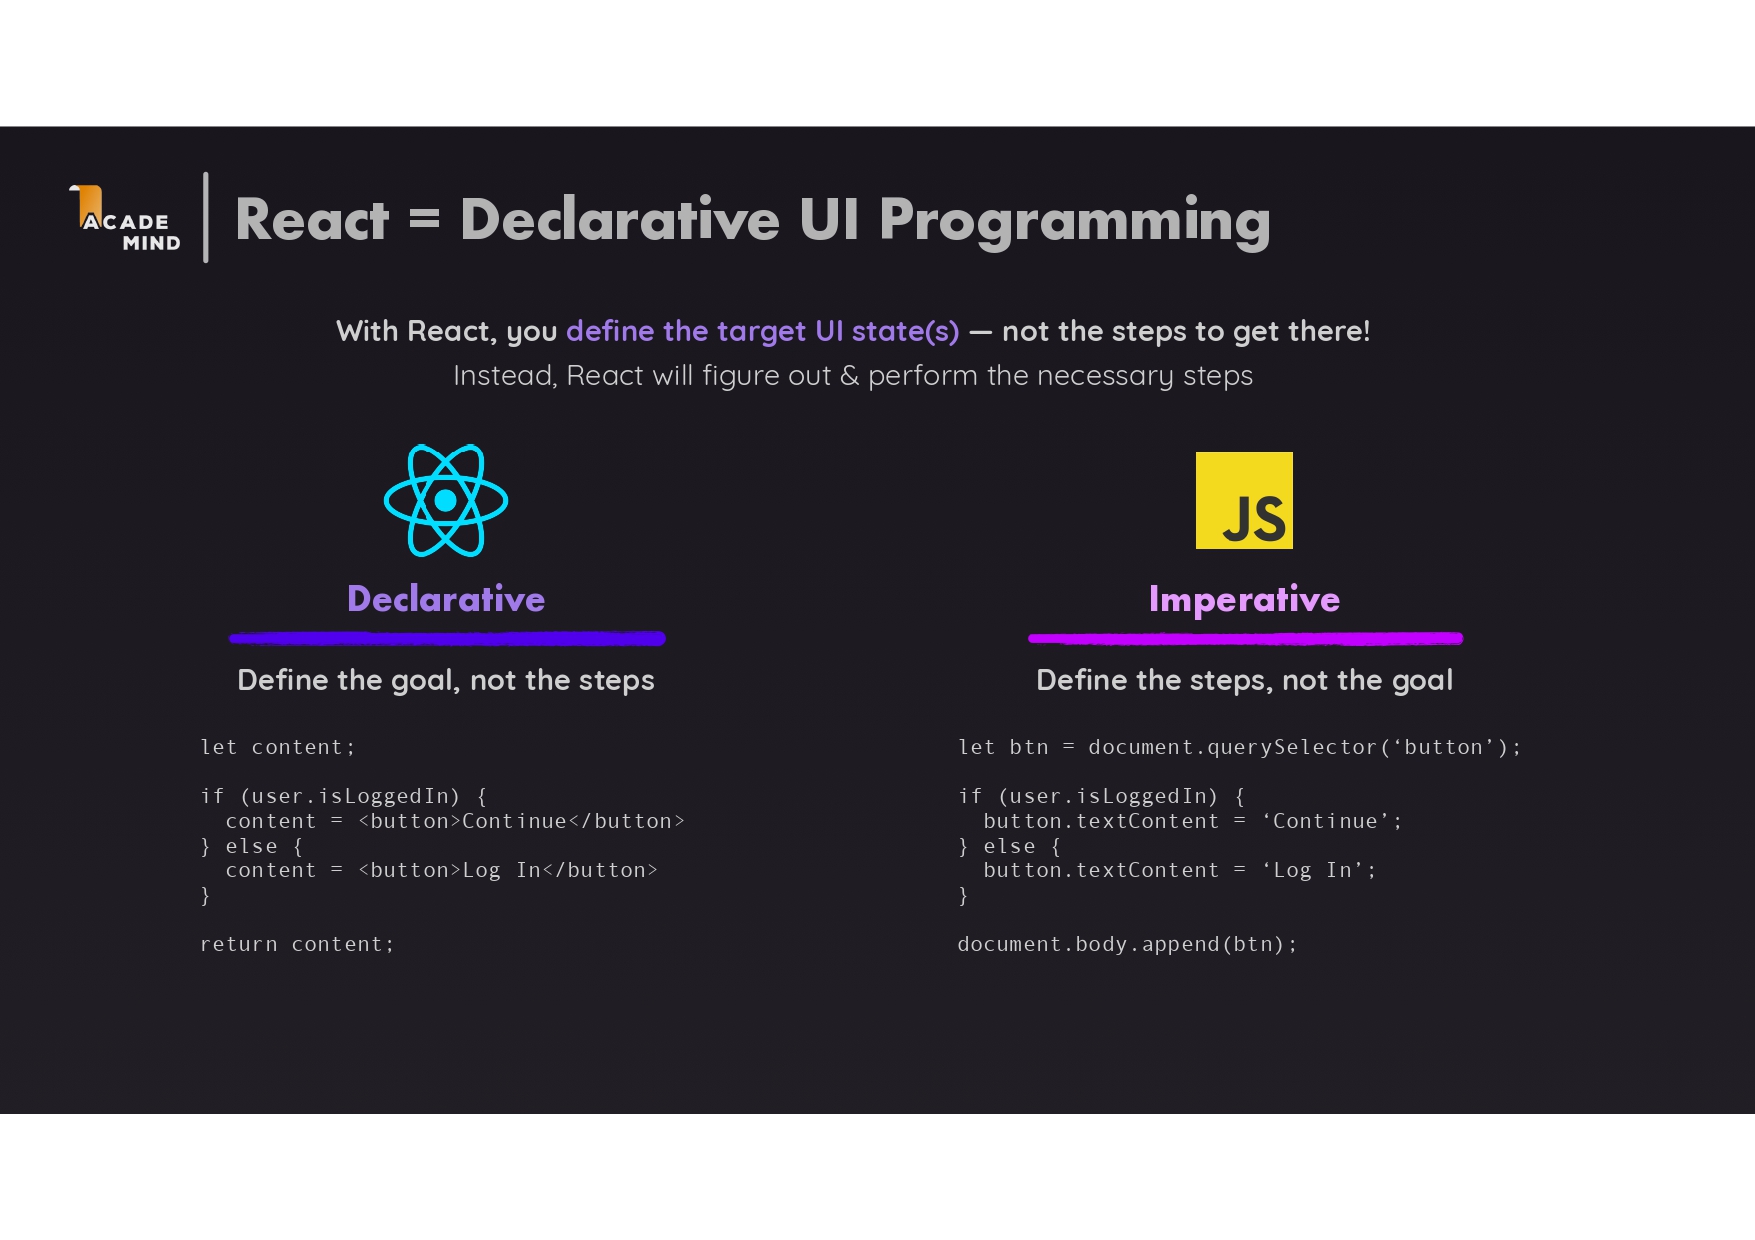 ACADE
MIND
React = Declarative UI Programming
With React, you define the target UI state(s) — not the steps to get there!
Instead, React will figure out & perform the necessary steps
Declarative
Define the goal, not the steps
let content;
if (user.isLoggedIn) {
  content = <button>Continue</button>
} else {
  content = <button>Log In</button>
}
return content;
JS
Imperative
Define the steps, not the goal
let btn = document.querySelector(‘button’);
if (user.isLoggedIn) {
  button.textContent = ‘Continue’;
} else {
  button.textContent = ‘Log In’;
}
document.body.append(btn);